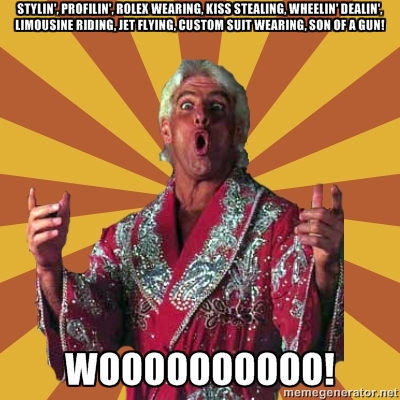 STYLIN', PROFILIN', ROLEX WEARING, KISS STEALING, WHEELIN' DEALIN',
LIMOUSINE RIDING, JET FLYING, CUSTOM SUIT WEARING, SON OF A GUN!
WOOOOOOOOOO!
memegenerator.net